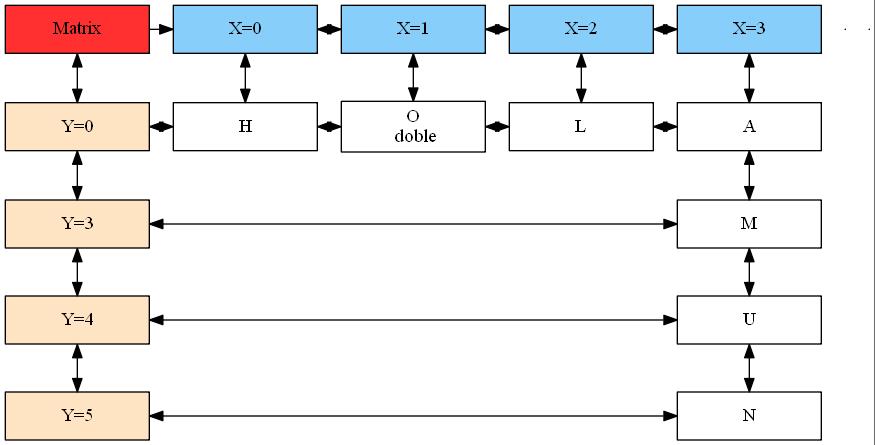 Matrix
X=0
X=1
X=2
X=3
Y=0
H
O
doble
L
A
Y=3
M
Y=4
U
Y=5
N